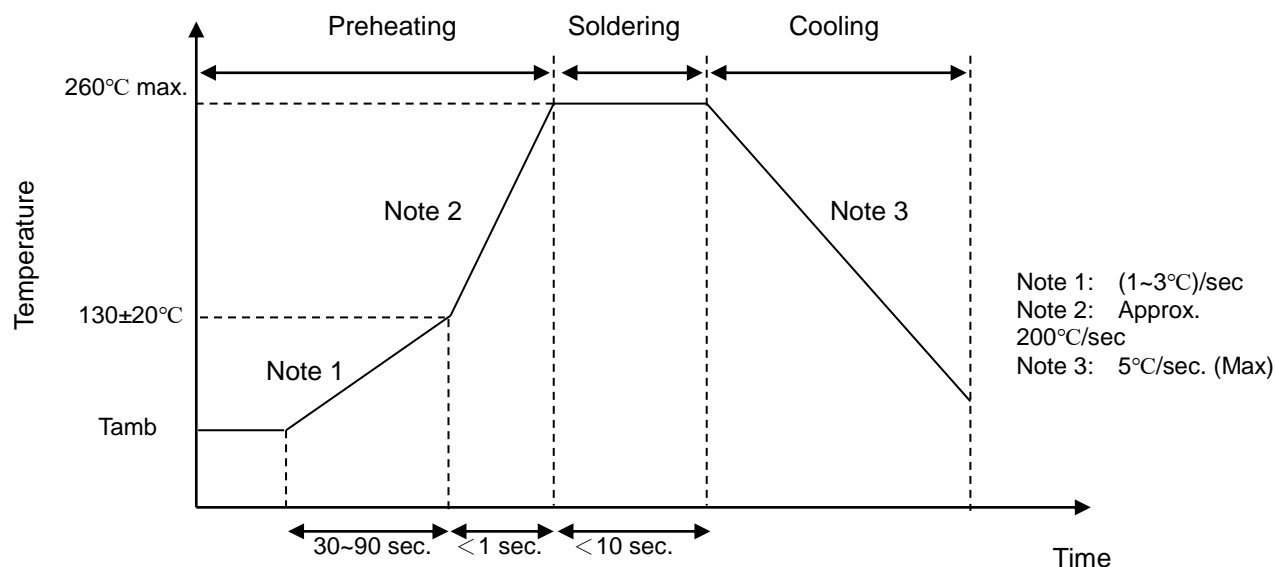 Preheating
Soldering
Cooling
260℃ max.
Temperature
Note 2
Note 3
130±20℃
Note 1
Tamb
Note 1: (1~3℃)/sec
Note 2: Approx.
200℃/sec
Note 3: 5℃/sec. (Max)
30~90 sec.
＜1 sec.
＜10 sec.
Time